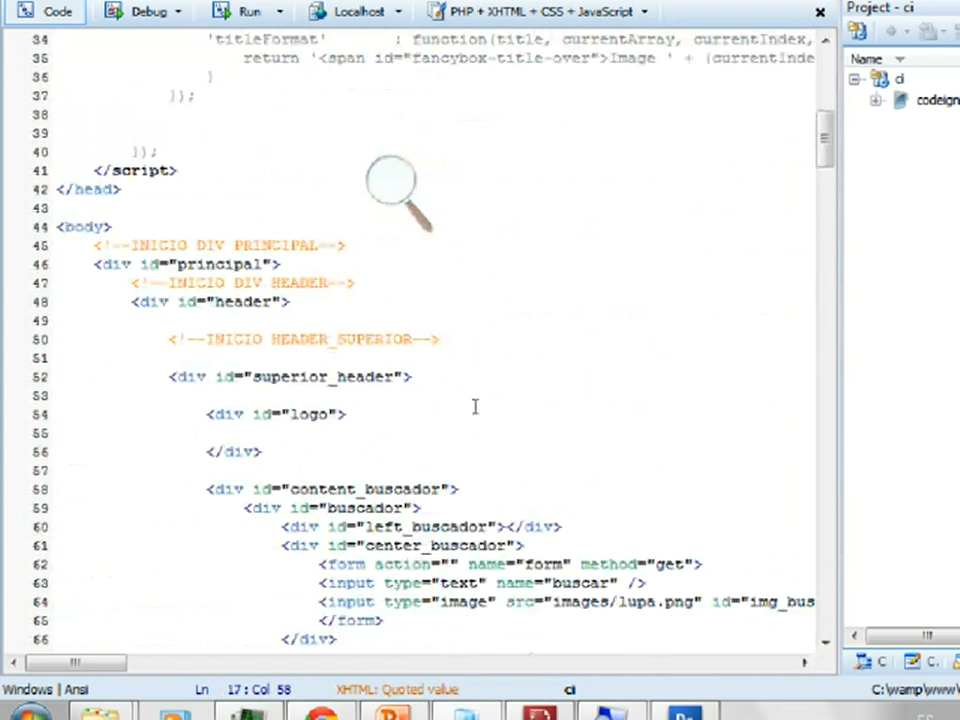 Code Debug Run Localhost PHP + XHTML + CSS + JavaScript
Project - ci
Name
ci
codeign
34 'titleFormat' : function(title, currentArray, currentIndex,
35 return '<span id="fancybox-title-over">Image ' + (currentInde
36 }
37 });
38
39
40 });
41 </script>
42 </head>
43
44 <body>
45 <!--INICIO DIV PRINCIPAL-->
46 <div id="principal">
47 <!--INICIO DIV HEADER-->
48 <div id="header">
49
50 <!--INICIO HEADER_SUPERIOR-->
51
52 <div id="superior_header">
53
54 <div id="logo">
55
56 </div>
57
58 <div id="content_buscador">
59 <div id="buscador">
60 <div id="left_buscador"></div>
61 <div id="center_buscador">
62 <form action="" name="form" method="get">
63 <input type="text" name="buscar" />
64 <input type="image" src="images/lupa.png" id="img_bus
65 </form>
66 </div>
C C.
Windows | Ansi Ln 17 : Col 58 XHTML: Quoted value ci C:\wamp\www\